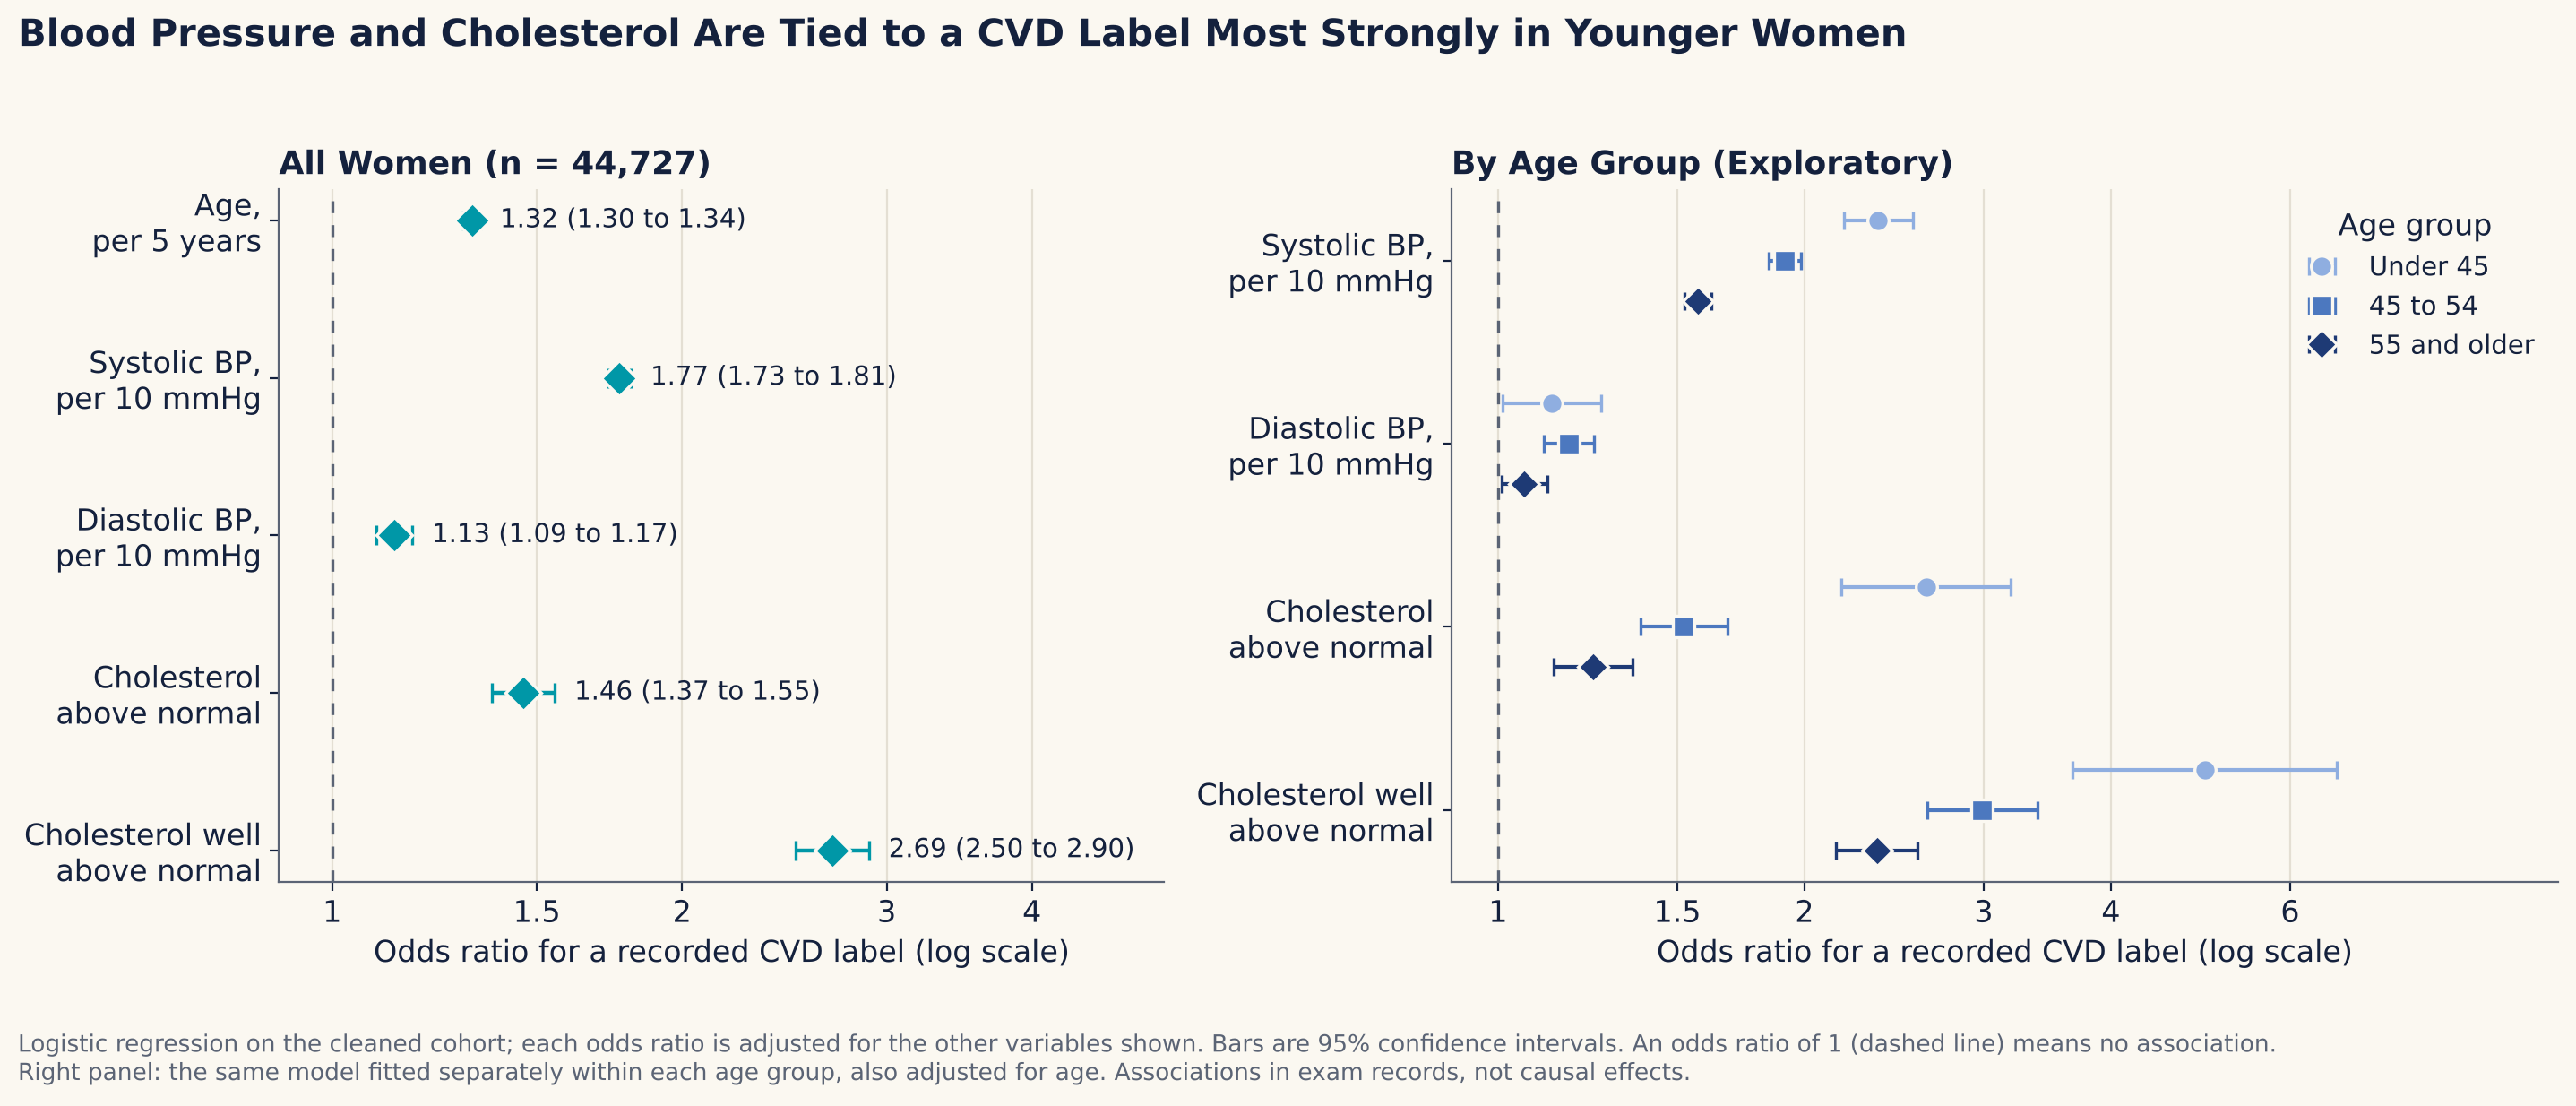 Blood Pressure and Cholesterol Are Tied to a CVD Label Most Strongly in Younger Women
All Women (n = 44,727)
Age,
per 5 years
1.32 (1.30 to 1.34)
Systolic BP,
per 10 mmHg
1.77 (1.73 to 1.81)
Diastolic BP,
per 10 mmHg
1.13 (1.09 to 1.17)
Cholesterol
above normal
1.46 (1.37 to 1.55)
Cholesterol well
above normal
2.69 (2.50 to 2.90)
1 1.5 2 3 4
Odds ratio for a recorded CVD label (log scale)
By Age Group (Exploratory)
Systolic BP,
per 10 mmHg
Diastolic BP,
per 10 mmHg
Cholesterol
above normal
Cholesterol well
above normal
Age group
Under 45
45 to 54
55 and older
1 1.5 2 3 4 6
Odds ratio for a recorded CVD label (log scale)
Logistic regression on the cleaned cohort; each odds ratio is adjusted for the other variables shown. Bars are 95% confidence intervals. An odds ratio of 1 (dashed line) means no association.
Right panel: the same model fitted separately within each age group, also adjusted for age. Associations in exam records, not causal effects.